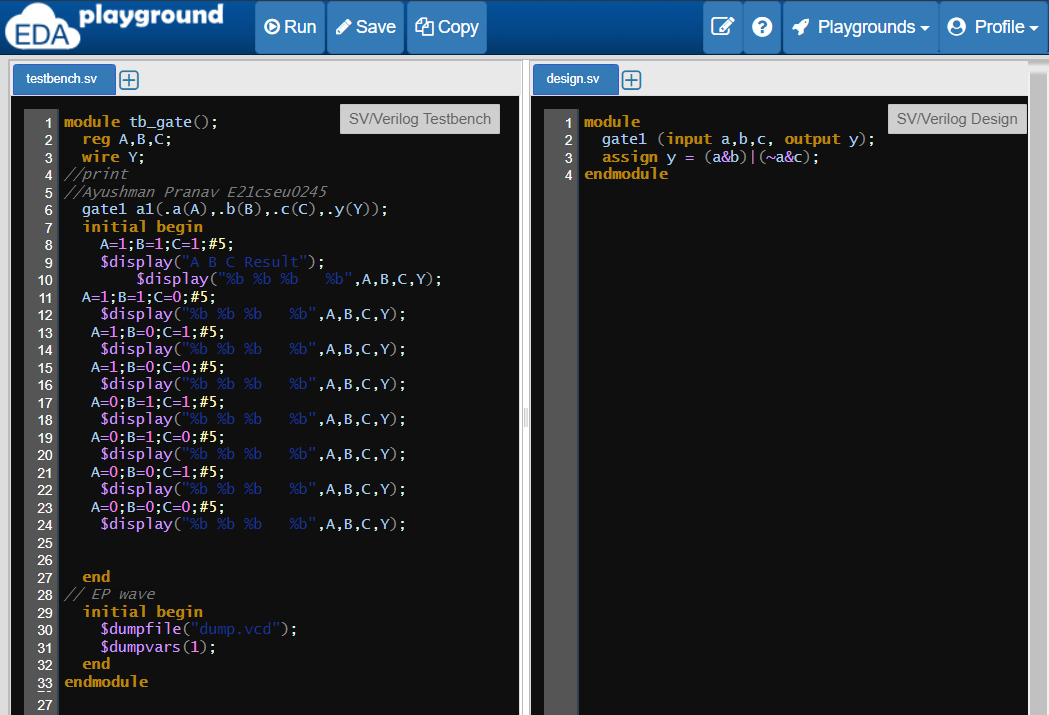 EDA playground
Run Save Copy Playgrounds Profile
testbench.sv
SV/Verilog Testbench
1 module tb_gate();
2 reg A,B,C;
3 wire Y;
4 //print
5 //Ayushman Pranav E21cseu0245
6 gate1 a1(.a(A),.b(B),.c(C),.y(Y));
7 initial begin
8 A=1;B=1;C=1;#5;
9 $display("A B C Result");
10 $display("%b %b %b   %b",A,B,C,Y);
11 A=1;B=1;C=0;#5;
12 $display("%b %b %b   %b",A,B,C,Y);
13 A=1;B=0;C=1;#5;
14 $display("%b %b %b   %b",A,B,C,Y);
15 A=1;B=0;C=0;#5;
16 $display("%b %b %b   %b",A,B,C,Y);
17 A=0;B=1;C=1;#5;
18 $display("%b %b %b   %b",A,B,C,Y);
19 A=0;B=1;C=0;#5;
20 $display("%b %b %b   %b",A,B,C,Y);
21 A=0;B=0;C=1;#5;
22 $display("%b %b %b   %b",A,B,C,Y);
23 A=0;B=0;C=0;#5;
24 $display("%b %b %b   %b",A,B,C,Y);
25
26
27 end
28 // EP wave
29 initial begin
30 $dumpfile("dump.vcd");
31 $dumpvars(1);
32 end
33 endmodule
27
design.sv
SV/Verilog Design
1 module
2 gate1 (input a,b,c, output y);
3 assign y = (a&b)|(~a&c);
4 endmodule